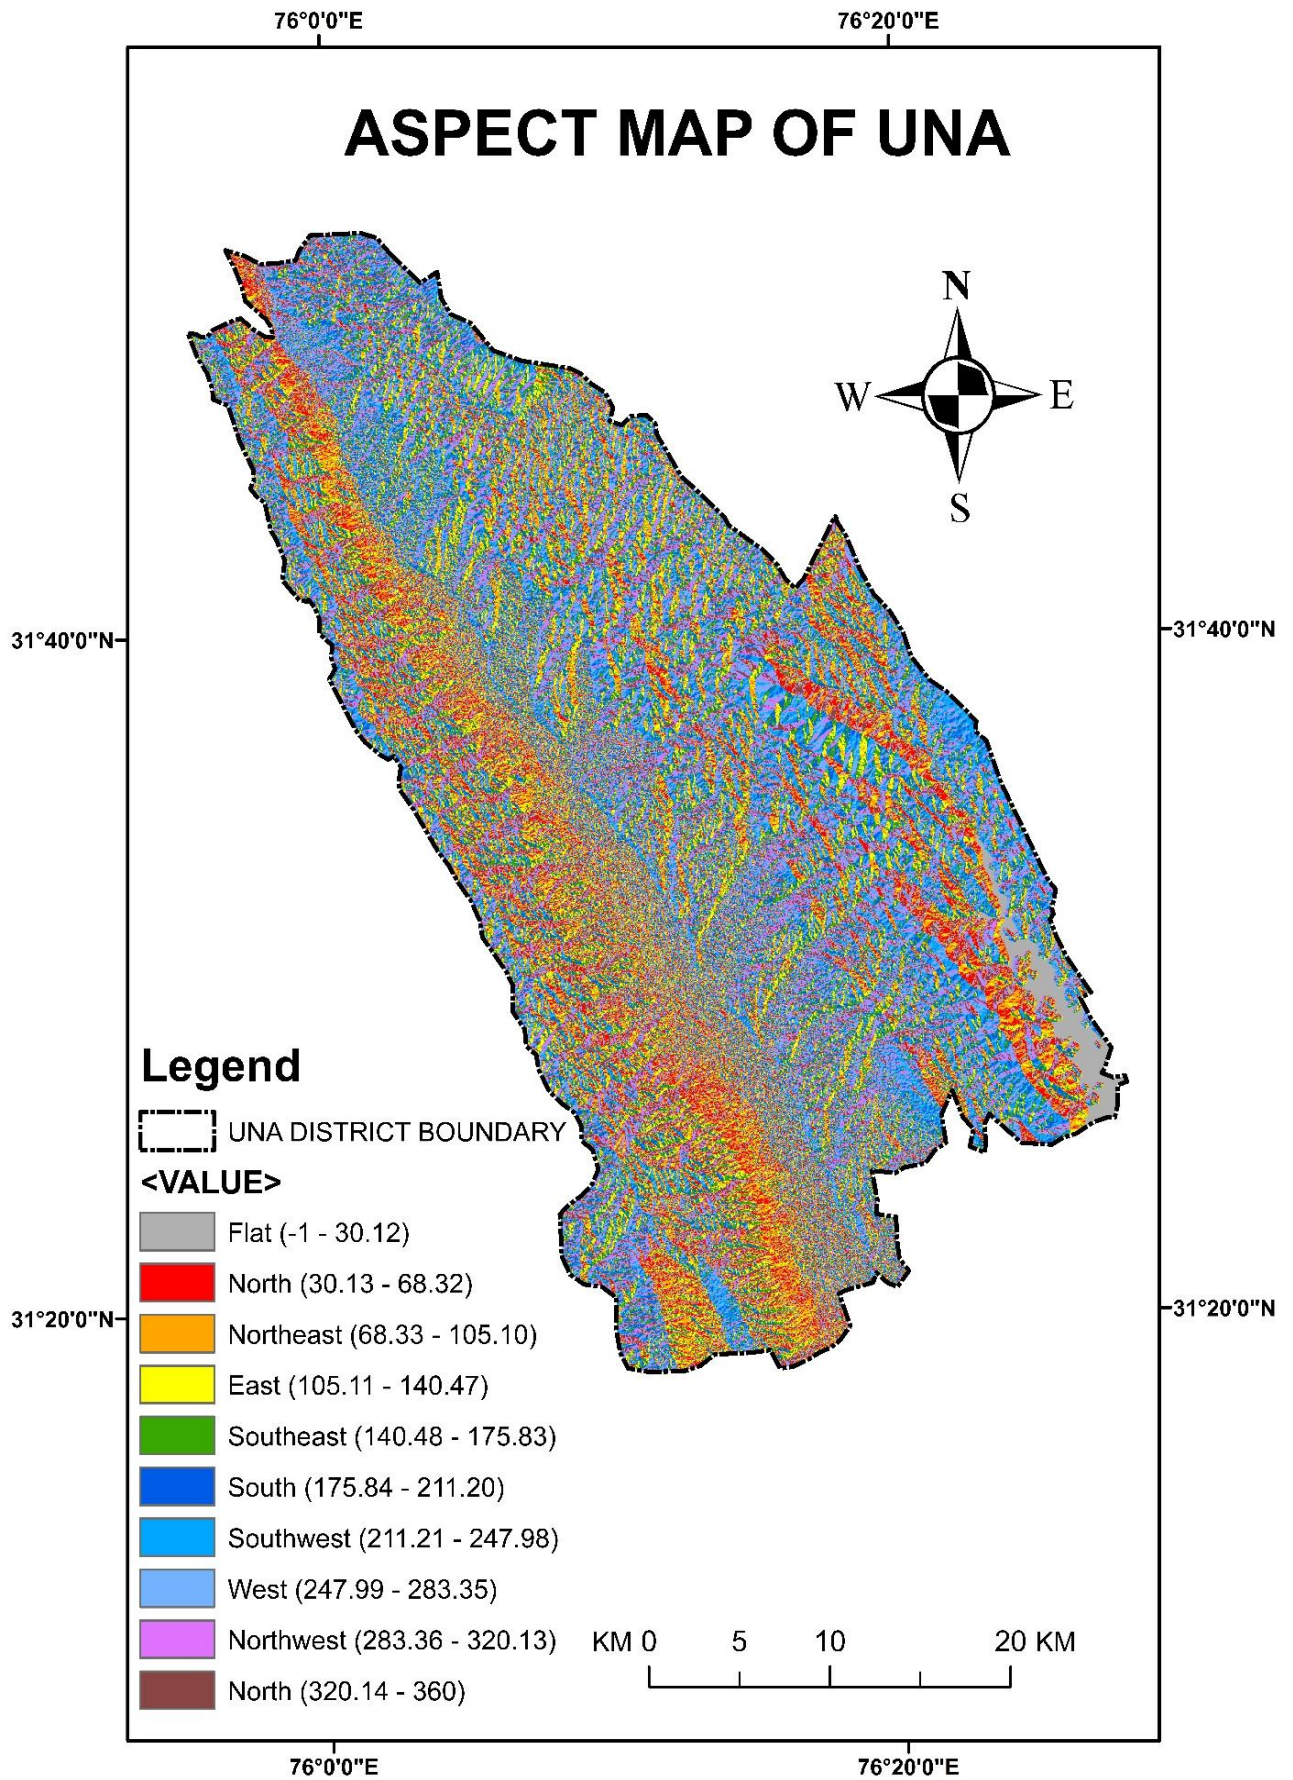 76°0'0"E 76°20'0"E
ASPECT MAP OF UNA
N
W E
S
31°40'0"N 31°40'0"N
Legend
UNA DISTRICT BOUNDARY
<VALUE>
Flat (-1 - 30.12)
North (30.13 - 68.32)
31°20'0"N 31°20'0"N
Northeast (68.33 - 105.10)
East (105.11 - 140.47)
Southeast (140.48 - 175.83)
South (175.84 - 211.20)
Southwest (211.21 - 247.98)
West (247.99 - 283.35)
Northwest (283.36 - 320.13)
KM 0 5 10 20 KM
North (320.14 - 360)
76°0'0"E 76°20'0"E